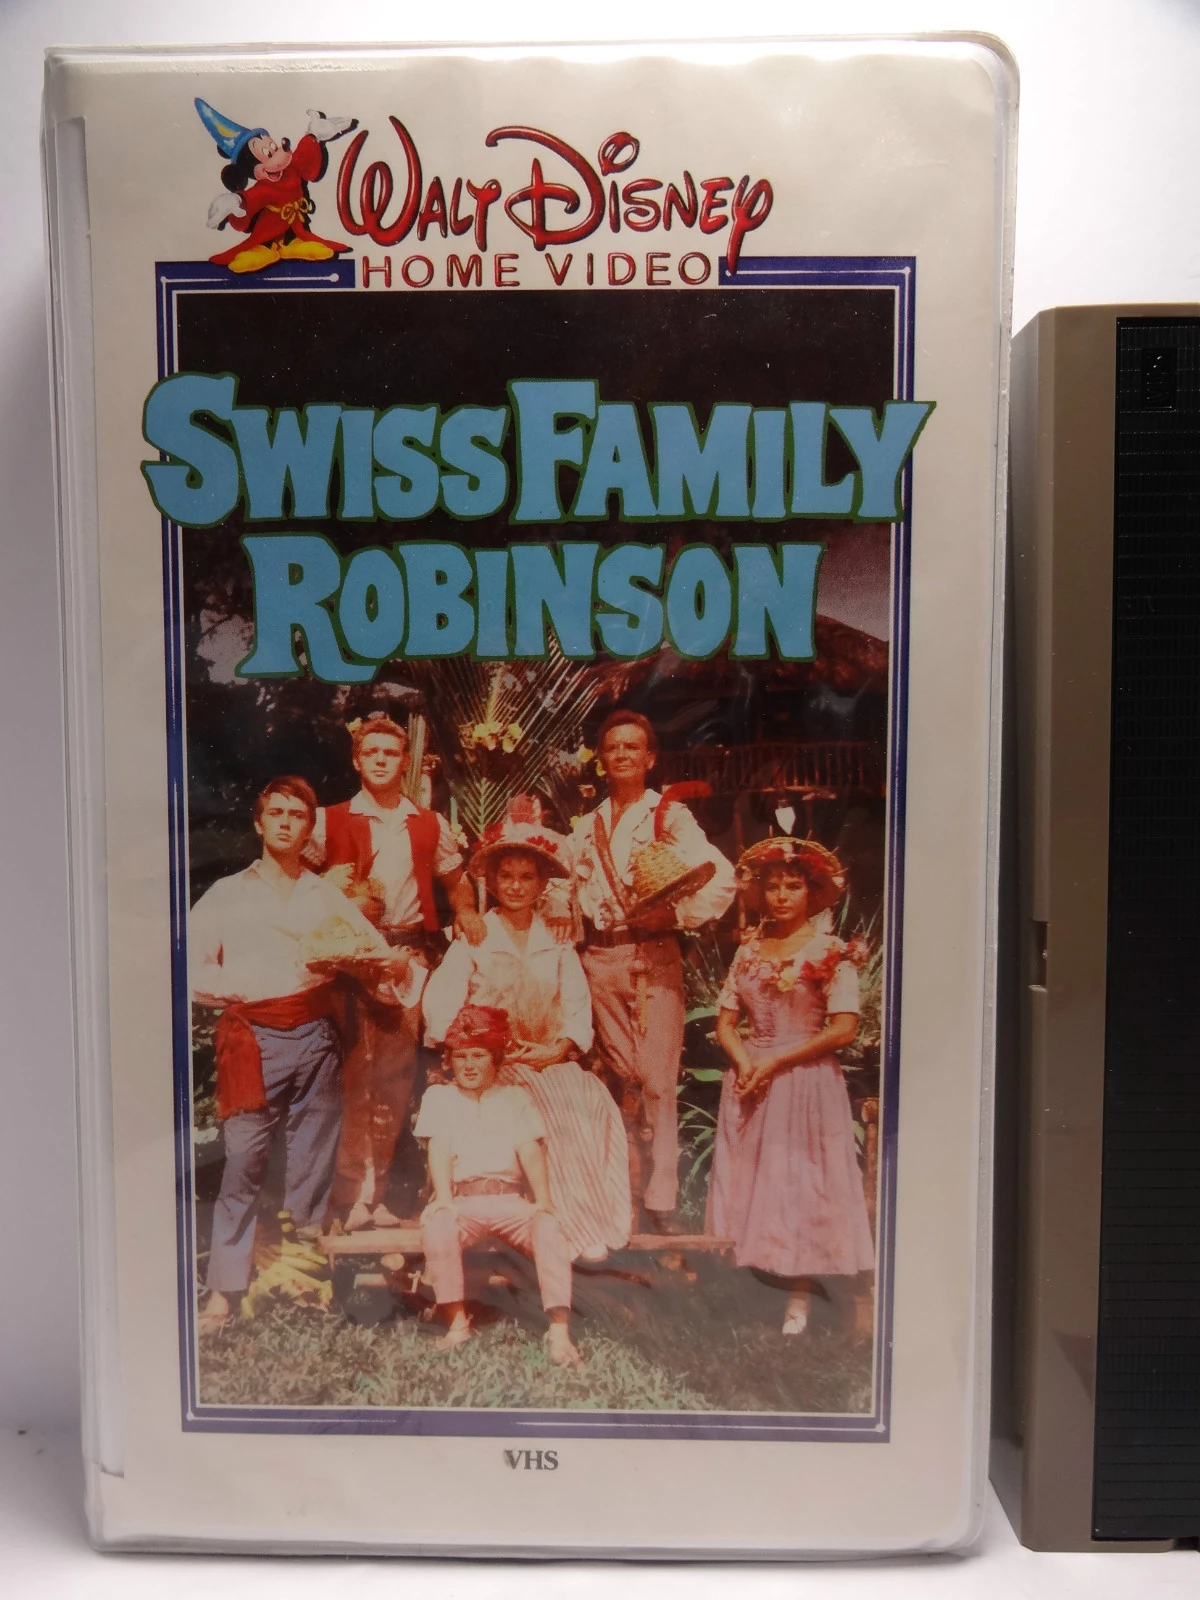 WALT DISNEY
HOME VIDEO
SWISS FAMILY
ROBINSON
VHS